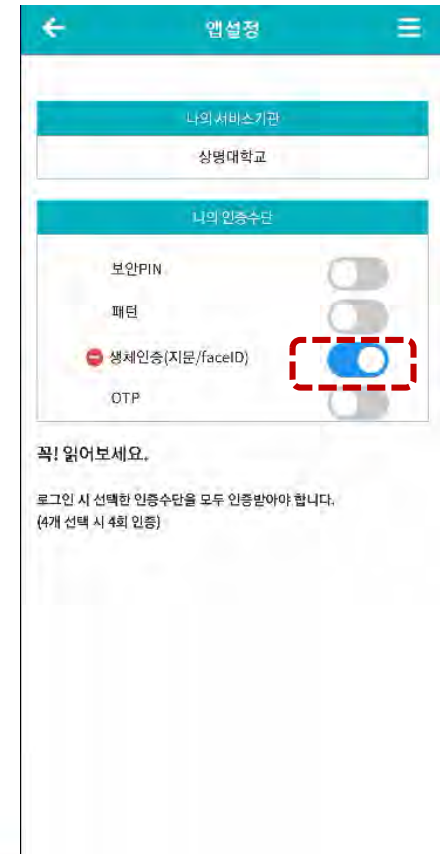 앱설정
나의 서비스기관
상명대학교
나의 인증수단
보안PIN
패턴
생체인증(지문/faceID)
OTP
꼭! 읽어보세요.
로그인 시 선택한 인증수단을 모두 인증받아야 합니다.
(4개 선택 시 4회 인증)